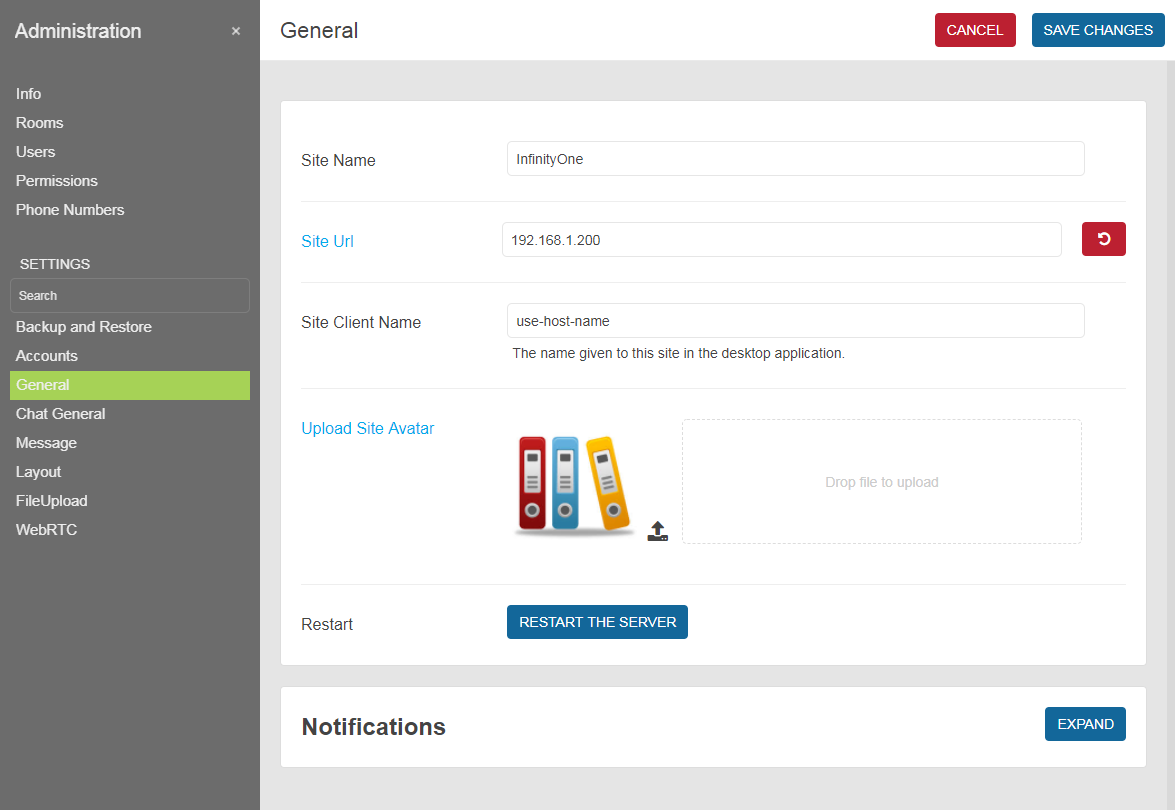 Administration ×
Info
Rooms
Users
Permissions
Phone Numbers
SETTINGS
Search
Backup and Restore
Accounts
General
Chat General
Message
Layout
FileUpload
WebRTC
General
CANCEL
SAVE CHANGES
Site Name
InfinityOne
Site Url
192.168.1.200
Site Client Name
use-host-name
The name given to this site in the desktop application.
Upload Site Avatar
Drop file to upload
Restart
RESTART THE SERVER
Notifications
EXPAND